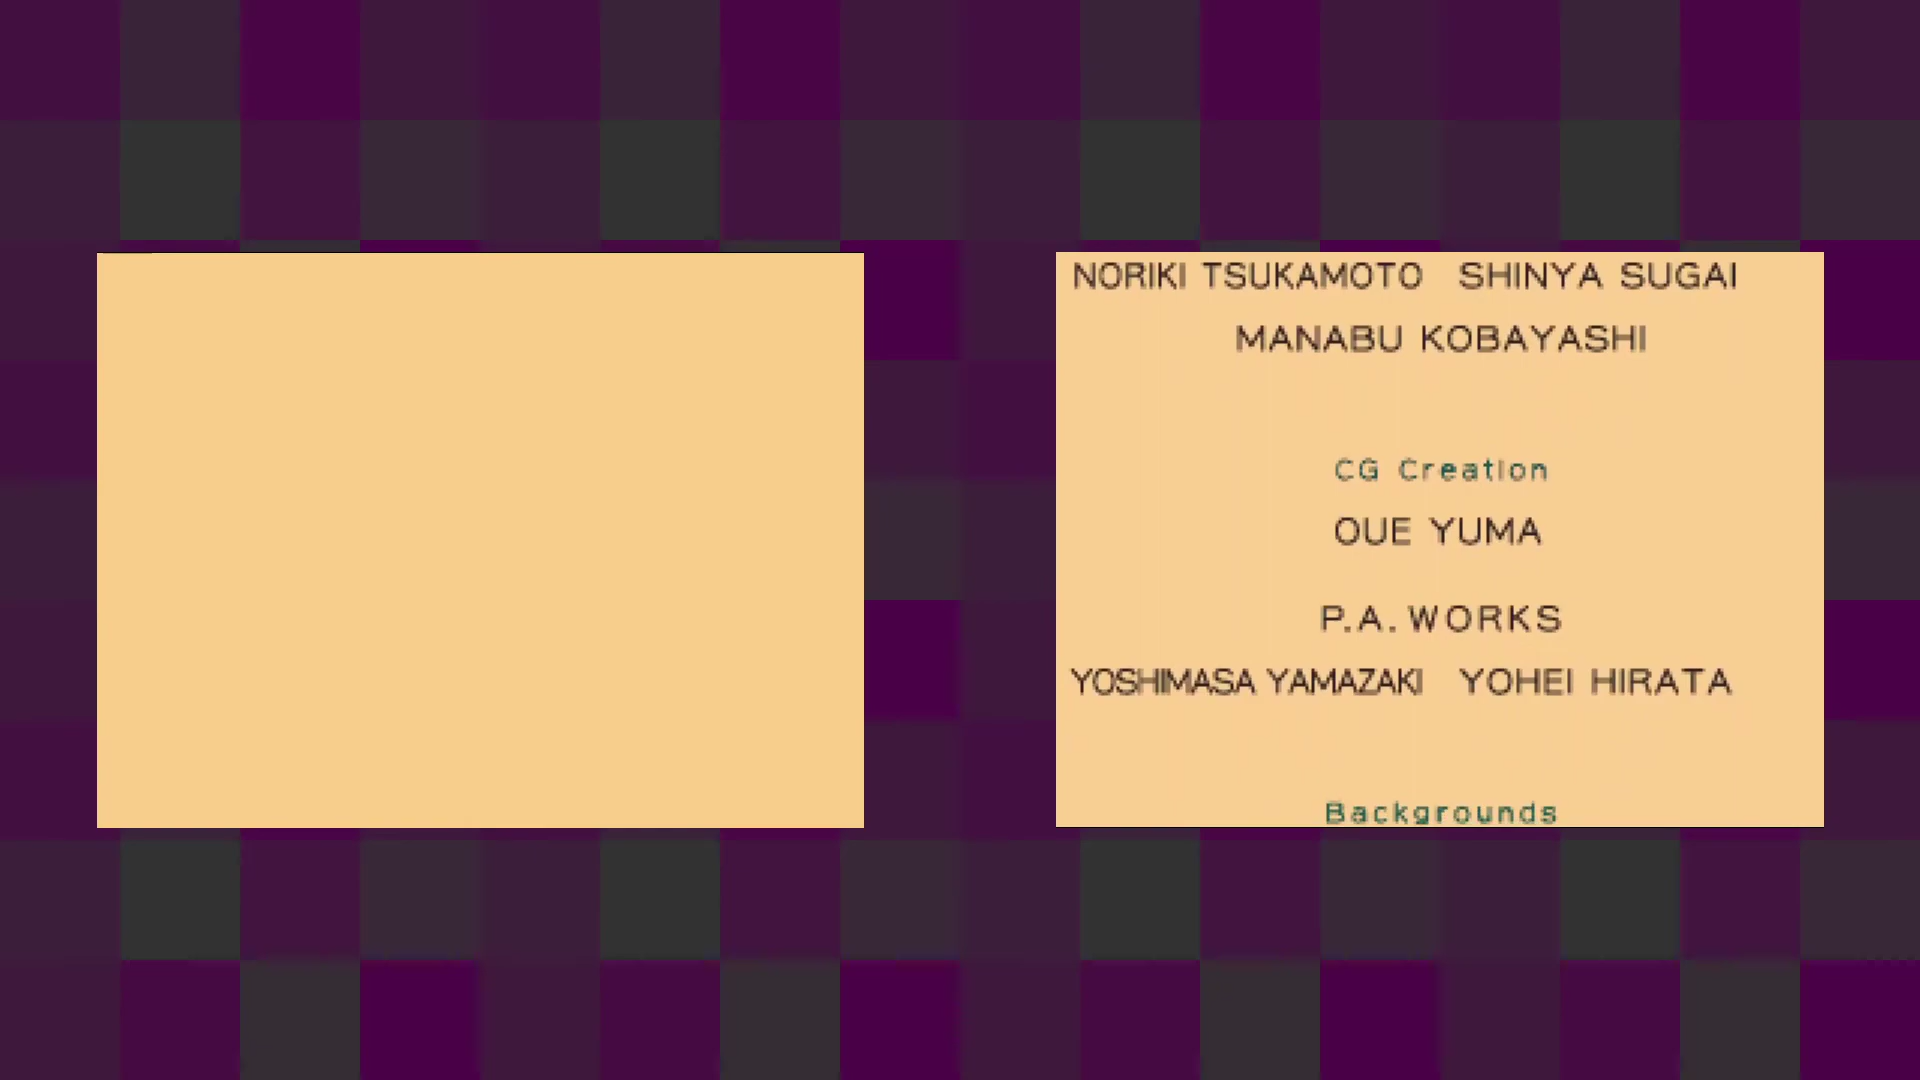 NORIKI TSUKAMOTO SHINYA SUGAI
MANABU KOBAYASHI
CG Creation
OUE YUMA
P.A.WORKS
YOSHIMASA YAMAZAKI YOHEI HIRATA
Backgrounds